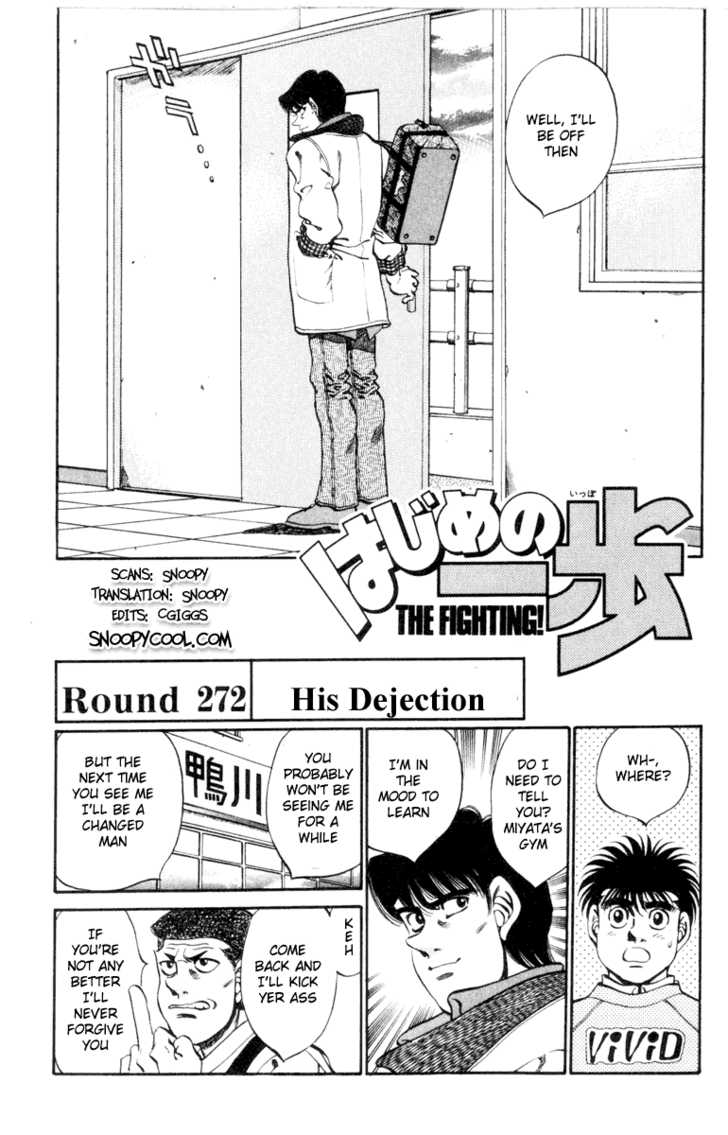 ギ
ラ...
WELL, I'LL
BE OFF
THEN
はじめの
いっぽ
一歩
THE FIGHTING!
SCANS: SNOOPY
TRANSLATION: SNOOPY
EDITS: CGIGGS
SNOOPYCOOL.COM
Round 272
His Dejection
WH-,
WHERE?
DO I
NEED TO
TELL
YOU?
MIYATA'S
GYM
I'M IN
THE
MOOD TO
LEARN
YOU
PROBABLY
WON'T BE
SEEING ME
FOR A
WHILE
鴨川
BUT THE
NEXT TIME
YOU SEE ME
I'LL BE A
CHANGED
MAN
ViViD
KEH
COME
BACK AND
I'LL KICK
YER ASS
IF
YOU'RE
NOT ANY
BETTER
I'LL
NEVER
FORGIVE
YOU